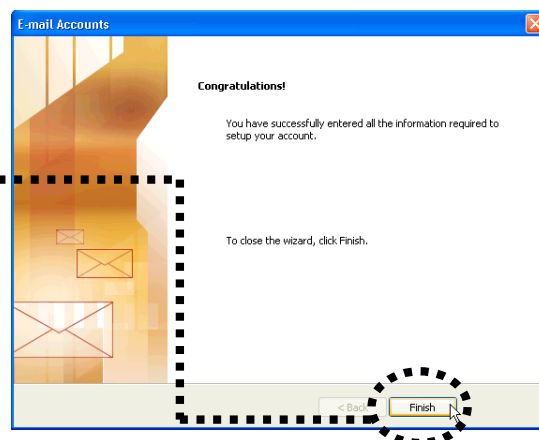 E-mail Accounts
Congratulations!
You have successfully entered all the information required to
setup your account.
To close the wizard, click Finish.
< Back
Finish